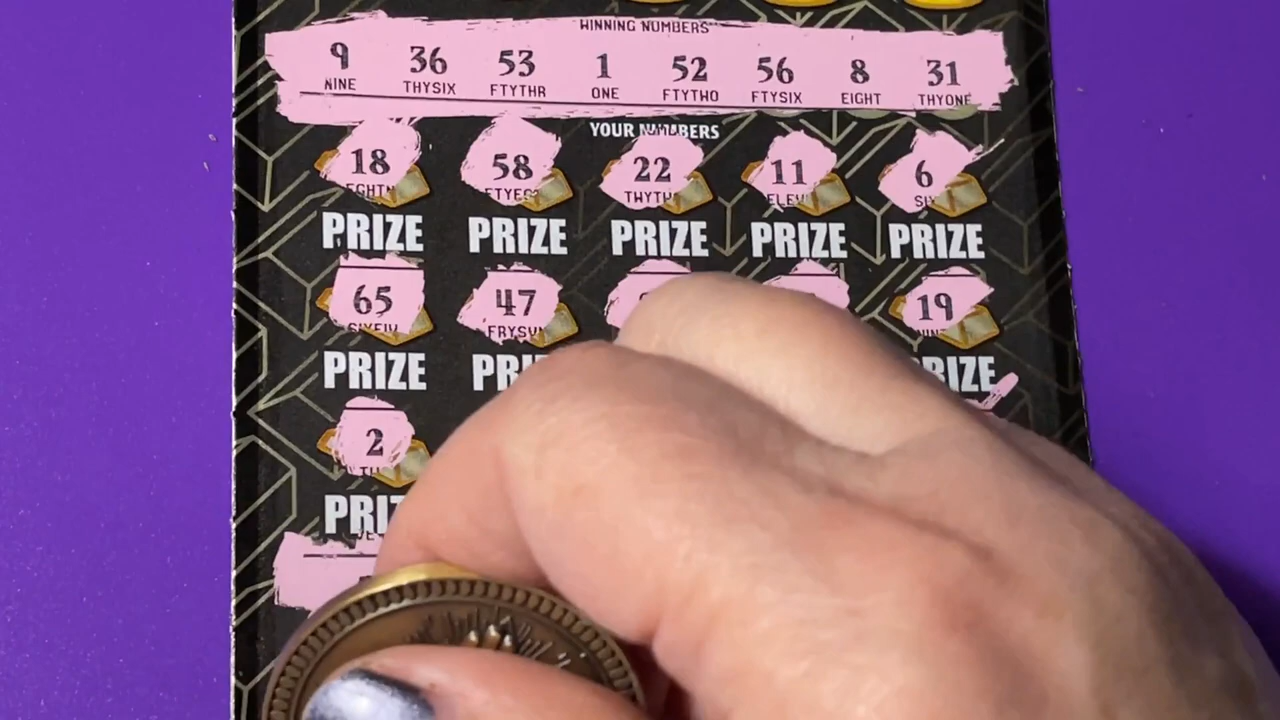 WINNING NUMBERS
9 36 53 1 52 56 8 31
NINE THYSIX FTYTHR ONE FTYTWO FTYSIX EIGHT THYONE
YOUR NUMBERS
18 58 22 11 6
PRIZE PRIZE PRIZE PRIZE PRIZE
65 47 19
PRIZE
2